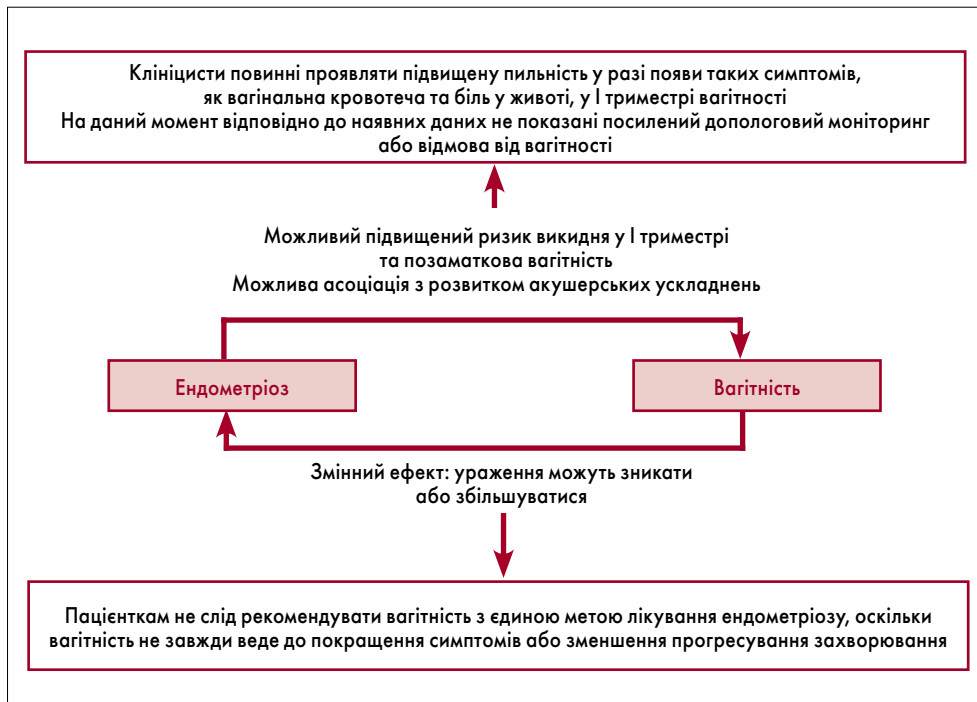 Клініцисти повинні проявляти підвищену пильність у разі появи таких симптомів,
як вагінальна кровотеча та біль у животі, у І триместрі вагітності
На даний момент відповідно до наявних даних не показані посилений допологовий моніторинг
або відмова від вагітності
Можливий підвищений ризик викидня у І триместрі
та позаматкова вагітність
Можлива асоціація з розвитком акушерських ускладнень
Ендометріоз
Вагітність
Змінний ефект: ураження можуть зникати
або збільшуватися
Пацієнткам не слід рекомендувати вагітність з єдиною метою лікування ендометріозу, оскільки
вагітність не завжди веде до покращення симптомів або зменшення прогресування захворювання